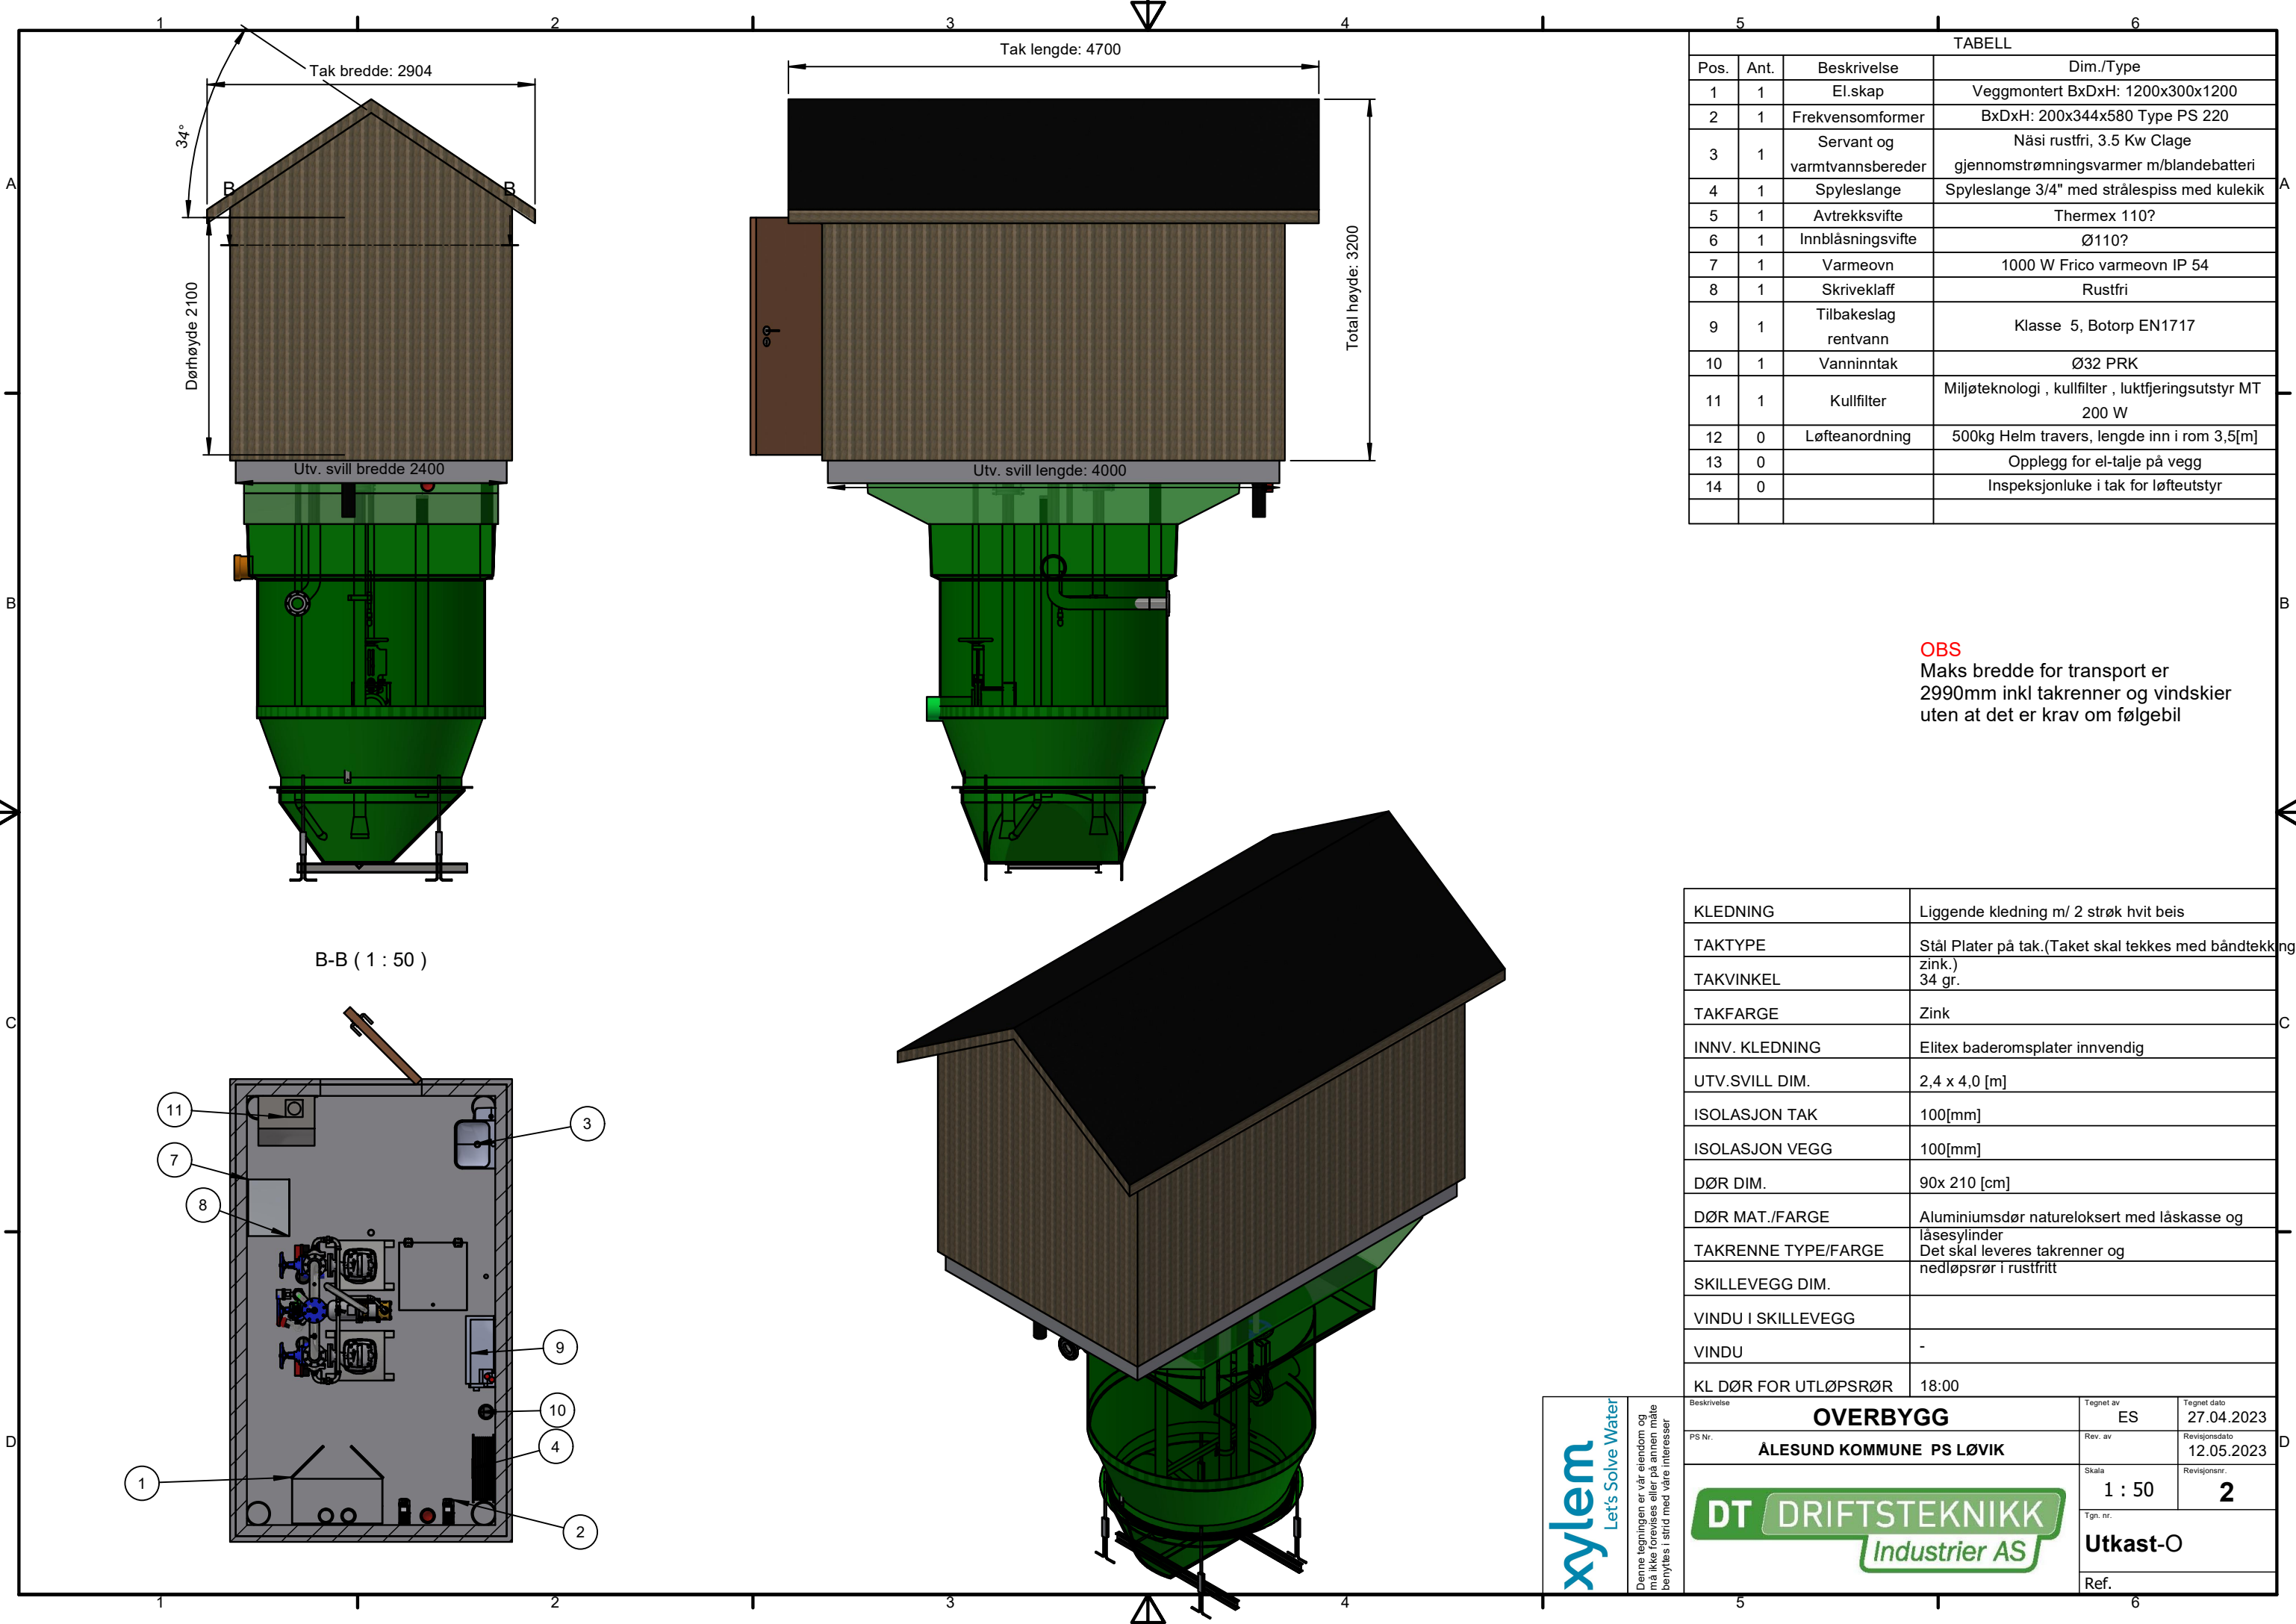 1 2 3 4 5 6
A A
B B
C C
D D
1 2 3 4 5 6
Tak bredde: 2904
34°
B B
Dørhøyde 2100
Utv. svill bredde 2400
Tak lengde: 4700
Total høyde: 3200
Utv. svill lengde: 4000
B-B ( 1 : 50 )
11
3
7
8
9
10
4
1
2
TABELL
Pos. Ant. Beskrivelse Dim./Type
1 1 El.skap Veggmontert BxDxH: 1200x300x1200
2 1 Frekvensomformer BxDxH: 200x344x580 Type PS 220
3 1 Servant og varmtvannsbereder Näsi rustfri, 3.5 Kw Clage
gjennomstrømningsvarmer m/blandebatteri
4 1 Spyleslange Spyleslange 3/4" med strålespiss med kulekik
5 1 Avtrekksvifte Thermex 110?
6 1 Innblåsningsvifte Ø110?
7 1 Varmeovn 1000 W Frico varmeovn IP 54
8 1 Skriveklaff Rustfri
9 1 Tilbakeslag rentvann Klasse 5, Botorp EN1717
10 1 Vanninntak Ø32 PRK
11 1 Kullfilter Miljøteknologi , kullfilter , luktfjeringsutstyr MT
200 W
12 0 Løfteanordning 500kg Helm travers, lengde inn i rom 3,5[m]
13 0 Opplegg for el-talje på vegg
14 0 Inspeksjonluke i tak for løfteutstyr
OBS
Maks bredde for transport er
2990mm inkl takrenner og vindskier
uten at det er krav om følgebil
KLEDNING Liggende kledning m/ 2 strøk hvit beis
TAKTYPE Stål Plater på tak.(Taket skal tekkes med båndtekking
zink.)
TAKVINKEL 34 gr.
TAKFARGE Zink
INNV. KLEDNING Elitex baderomsplater innvendig
UTV.SVILL DIM. 2,4 x 4,0 [m]
ISOLASJON TAK 100[mm]
ISOLASJON VEGG 100[mm]
DØR DIM. 90x 210 [cm]
DØR MAT./FARGE Aluminiumsdør natureloksert med låskasse og
låsesylinder
TAKRENNE TYPE/FARGE Det skal leveres takrenner og
nedløpsrør i rustfritt
SKILLEVEGG DIM.
VINDU I SKILLEVEGG
VINDU -
KL DØR FOR UTLØPSRØR 18:00
xylem
Let's Solve Water
Denne tegningen er vår eiendom og
må ikke forevises eller på annen måte
benyttes i strid med våre interesser
Beskrivelse
OVERBYGG
PS Nr.
ÅLESUND KOMMUNE PS LØVIK
Tegnet av
ES
Tegnet dato
27.04.2023
Rev. av
Revisjonsdato
12.05.2023
Skala
1 : 50
Revisjonsnr.
2
Tgn. nr.
Utkast-O
Ref.
DT DRIFTSTEKNIKK
Industrier AS